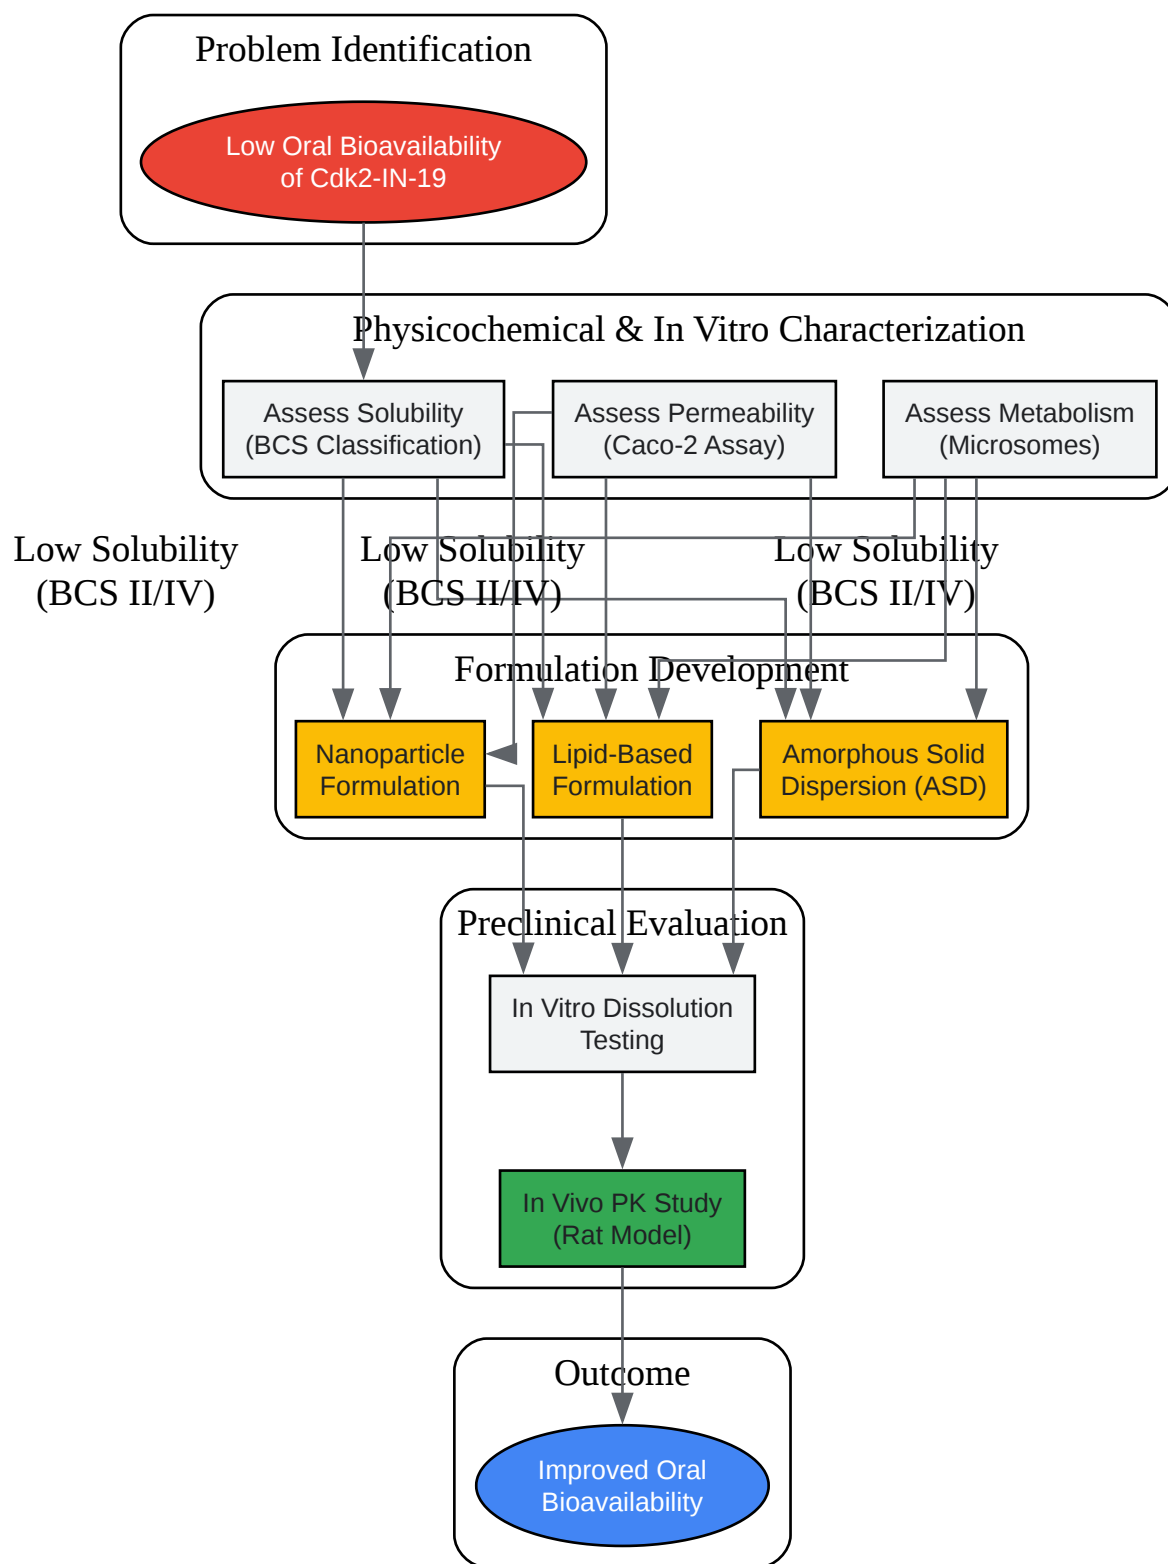 Problem Identification
Low Oral Bioavailability
of Cdk2-IN-19
Physicochemical & In Vitro Characterization
Assess Solubility
(BCS Classification)
Assess Permeability
(Caco-2 Assay)
Assess Metabolism
(Microsomes)
Low Solubility
(BCS II/IV)
Low Solubility
(BCS II/IV)
Low Solubility
(BCS II/IV)
Formulation Development
Nanoparticle
Formulation
Lipid-Based
Formulation
Amorphous Solid
Dispersion (ASD)
Preclinical Evaluation
In Vitro Dissolution
Testing
In Vivo PK Study
(Rat Model)
Outcome
Improved Oral
Bioavailability